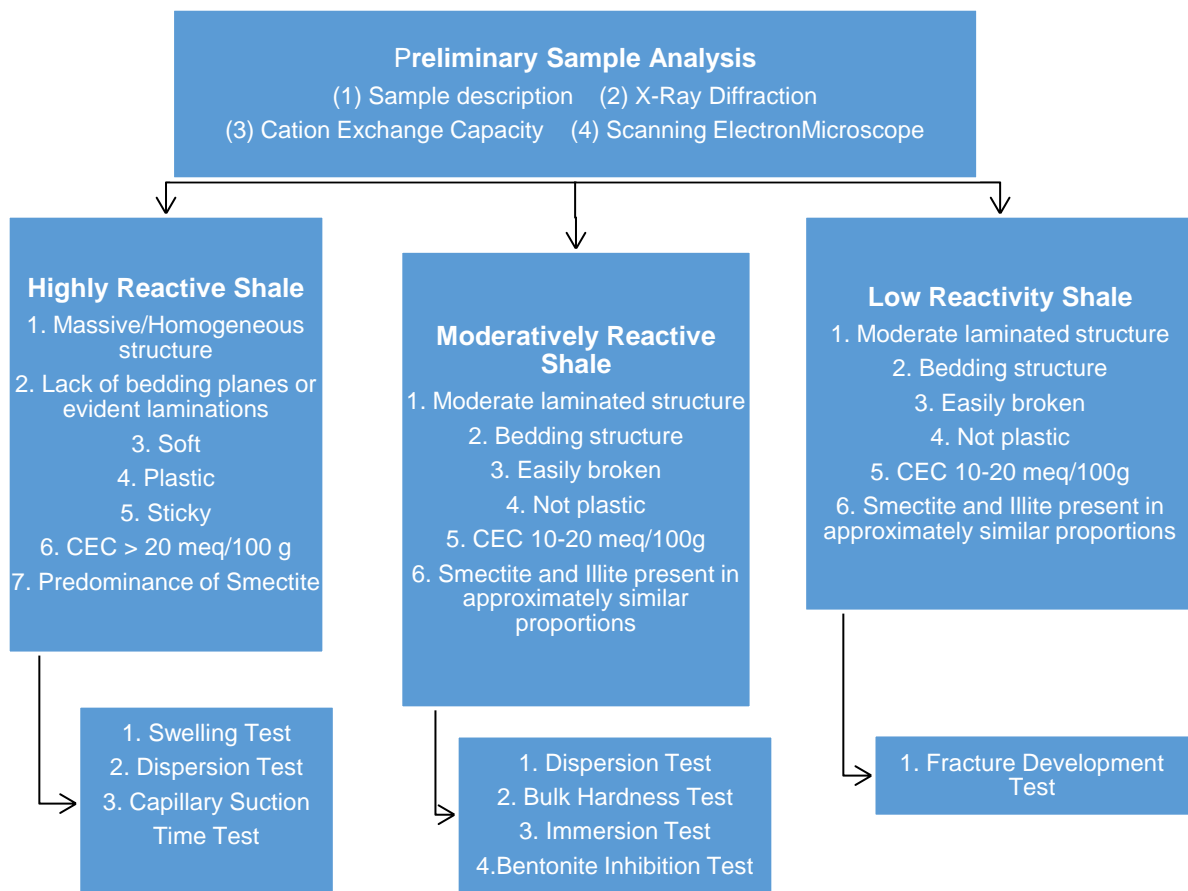 Preliminary Sample Analysis
(1) Sample description (2) X-Ray Diffraction
(3) Cation Exchange Capacity (4) Scanning ElectronMicroscope
Highly Reactive Shale
1. Massive/Homogeneous
structure
2. Lack of bedding planes or
evident laminations
3. Soft
4. Plastic
5. Sticky
6. CEC > 20 meq/100 g
7. Predominance of Smectite
Moderatively Reactive
Shale
1. Moderate laminated structure
2. Bedding structure
3. Easily broken
4. Not plastic
5. CEC 10-20 meq/100g
6. Smectite and Illite present in
approximately similar
proportions
Low Reactivity Shale
1. Moderate laminated structure
2. Bedding structure
3. Easily broken
4. Not plastic
5. CEC 10-20 meq/100g
6. Smectite and Illite present in
approximately similar proportions
1. Swelling Test
2. Dispersion Test
3. Capillary Suction
Time Test
1. Dispersion Test
2. Bulk Hardness Test
3. Immersion Test
4.Bentonite Inhibition Test
1. Fracture Development
Test